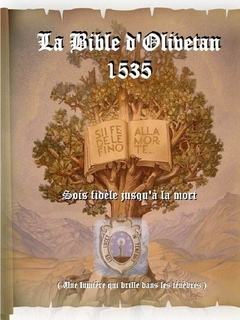 La Bible d'Olivetan
1535
SII FE
DELE
FINO
ALLA
MOR
TE..
Sois fidèle jusqu'à la mort
( Une lumière qui brille dans les ténèbres )